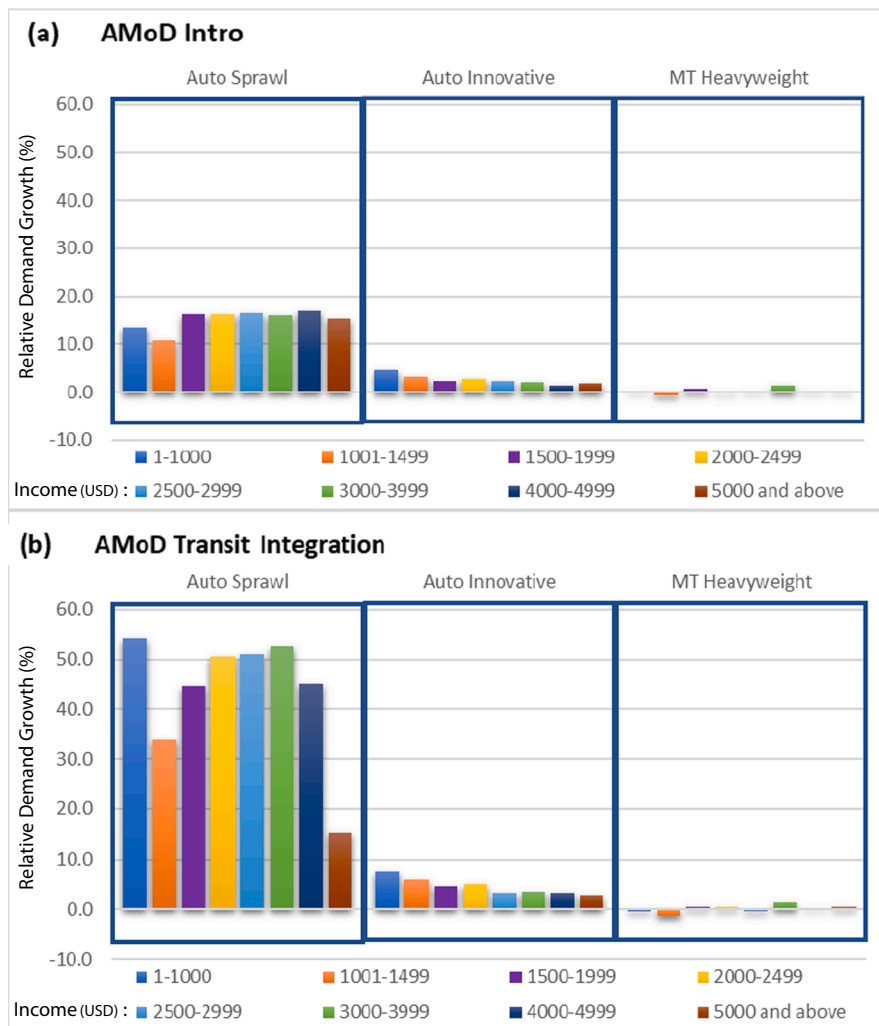 (a) AMoD Intro
Auto Sprawl Auto Innovative MT Heavyweight
Relative Demand Growth (%)
60.0
50.0
40.0
30.0
20.0
10.0
0.0
-10.0
1-1000 1001-1499 1500-1999 2000-2499
Income (USD) : 2500-2999 3000-3999 4000-4999 5000 and above
(b) AMoD Transit Integration
Auto Sprawl Auto Innovative MT Heavyweight
Relative Demand Growth (%)
60.0
50.0
40.0
30.0
20.0
10.0
0.0
-10.0
1-1000 1001-1499 1500-1999 2000-2499
Income (USD) : 2500-2999 3000-3999 4000-4999 5000 and above